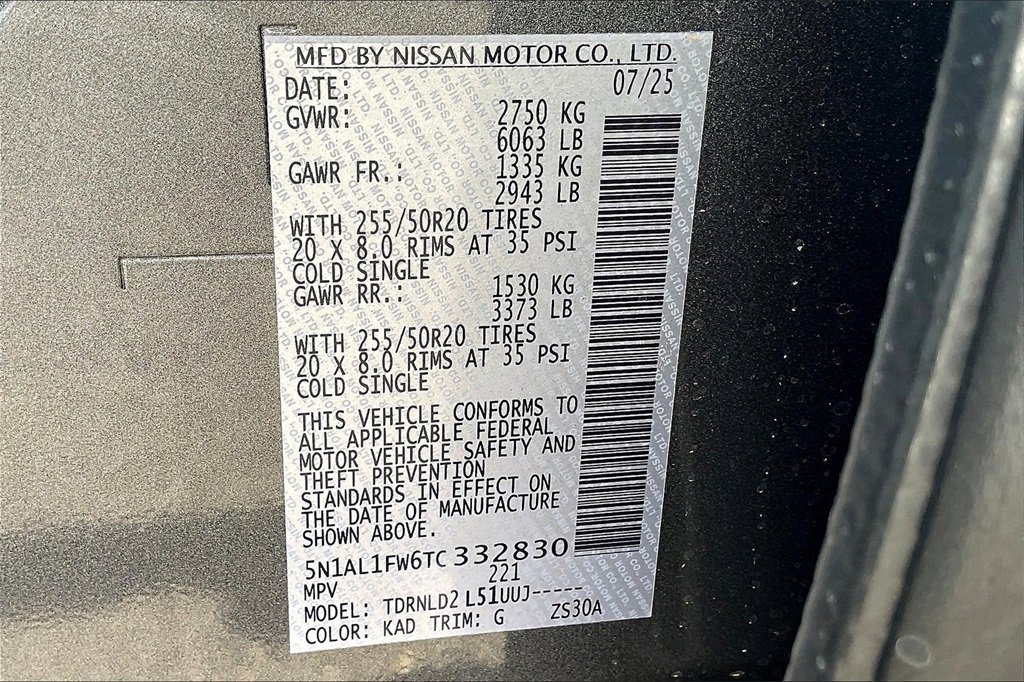 MFD BY NISSAN MOTOR CO., LTD.
DATE: 07/25
GVWR: 2750 KG
6063 LB
GAWR FR.: 1335 KG
2943 LB
WITH 255/50R20 TIRES
20 X 8.0 RIMS AT 35 PSI
COLD SINGLE
GAWR RR.: 1530 KG
3373 LB
WITH 255/50R20 TIRES
20 X 8.0 RIMS AT 35 PSI
COLD SINGLE
THIS VEHICLE CONFORMS TO
ALL APPLICABLE FEDERAL
MOTOR VEHICLE SAFETY AND
THEFT PREVENTION
STANDARDS IN EFFECT ON
THE DATE OF MANUFACTURE
SHOWN ABOVE.
5N1AL1FW6TC332830
MPV 221
MODEL: TDRNLD2 L51UUJ-----
COLOR: KAD TRIM: G ZS30A